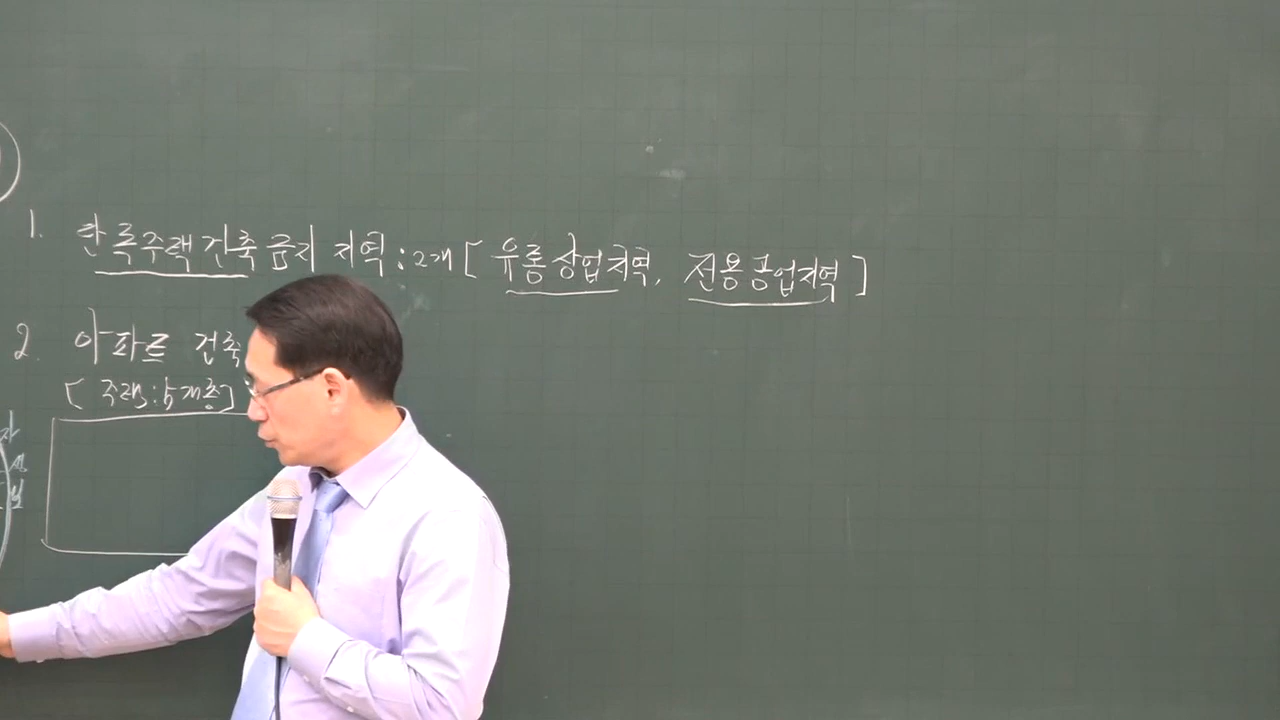 1. 단독주택건축금지 지역 : 2개 [ 유통상업지역, 전용공업지역 ]
2. 아파트 건축
[ 주택 : 5개층 ]